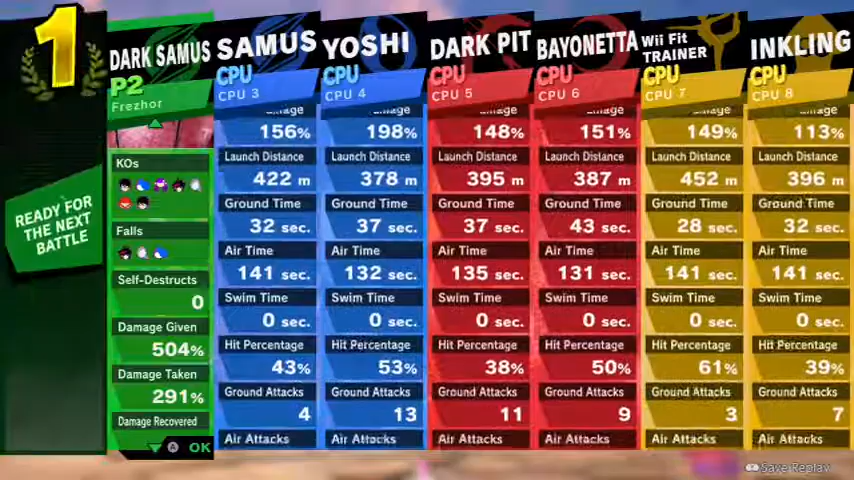 1
READY FOR
THE NEXT
BATTLE
DARK SAMUS
P2
Frezhor
KOs
Falls
Self-Destructs
0
Damage Given
504%
Damage Taken
291%
Damage Recovered
OK
SAMUS
CPU
CPU 3
156%
Launch Distance
422 m
Ground Time
32 sec.
Air Time
141 sec.
Swim Time
0 sec.
Hit Percentage
43%
Ground Attacks
4
Air Attacks
YOSHI
CPU
CPU 4
198%
Launch Distance
378 m
Ground Time
37 sec.
Air Time
132 sec.
Swim Time
0 sec.
Hit Percentage
53%
Ground Attacks
13
Air Attacks
DARK PIT
CPU
CPU 5
148%
Launch Distance
395 m
Ground Time
37 sec.
Air Time
135 sec.
Swim Time
0 sec.
Hit Percentage
38%
Ground Attacks
11
Air Attacks
BAYONETTA
CPU
CPU 6
151%
Launch Distance
387 m
Ground Time
43 sec.
Air Time
131 sec.
Swim Time
0 sec.
Hit Percentage
50%
Ground Attacks
9
Air Attacks
Wii Fit
TRAINER
CPU
CPU 7
149%
Launch Distance
452 m
Ground Time
28 sec.
Air Time
141 sec.
Swim Time
0 sec.
Hit Percentage
61%
Ground Attacks
3
Air Attacks
INKLING
CPU
CPU 8
113%
Launch Distance
396 m
Ground Time
32 sec.
Air Time
141 sec.
Swim Time
0 sec.
Hit Percentage
39%
Ground Attacks
7
Air Attacks
Save Replay